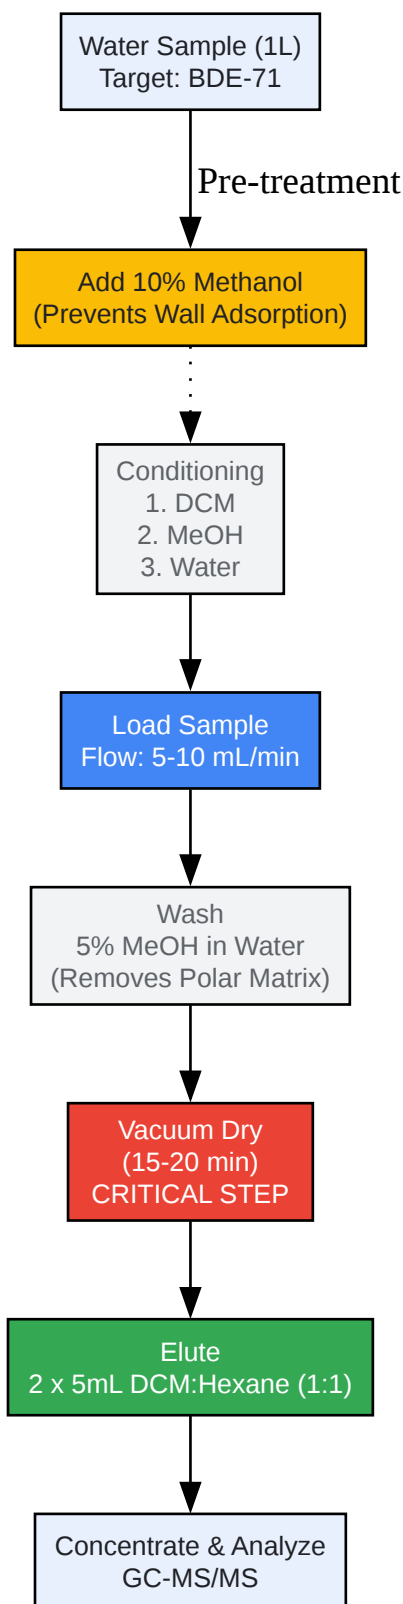 Water Sample (1L)
Target: BDE-71
Pre-treatment
Add 10% Methanol
(Prevents Wall Adsorption)
Conditioning
1. DCM
2. MeOH
3. Water
Load Sample
Flow: 5-10 mL/min
Wash
5% MeOH in Water
(Removes Polar Matrix)
Vacuum Dry
(15-20 min)
CRITICAL STEP
Elute
2 x 5mL DCM:Hexane (1:1)
Concentrate & Analyze
GC-MS/MS